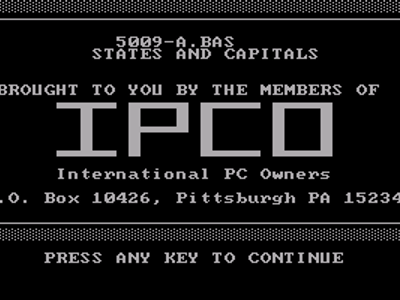 5009-A.BAS
STATES AND CAPITALS
BROUGHT TO YOU BY THE MEMBERS OF
IPCO
International PC Owners
.O. Box 10426, Pittsburgh PA 15234
PRESS ANY KEY TO CONTINUE